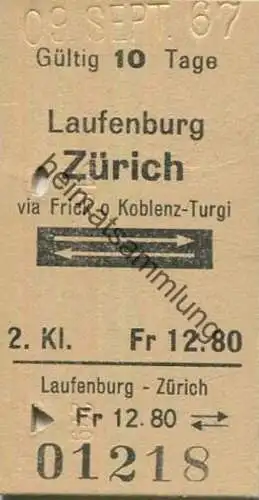 09. SEPT. 67
Gültig 10 Tage
Laufenburg
Zürich
via Frick o Koblenz-Turgi
2. Kl. Fr 12.80
Laufenburg - Zürich
Fr 12.80
01218
heimatsammlung